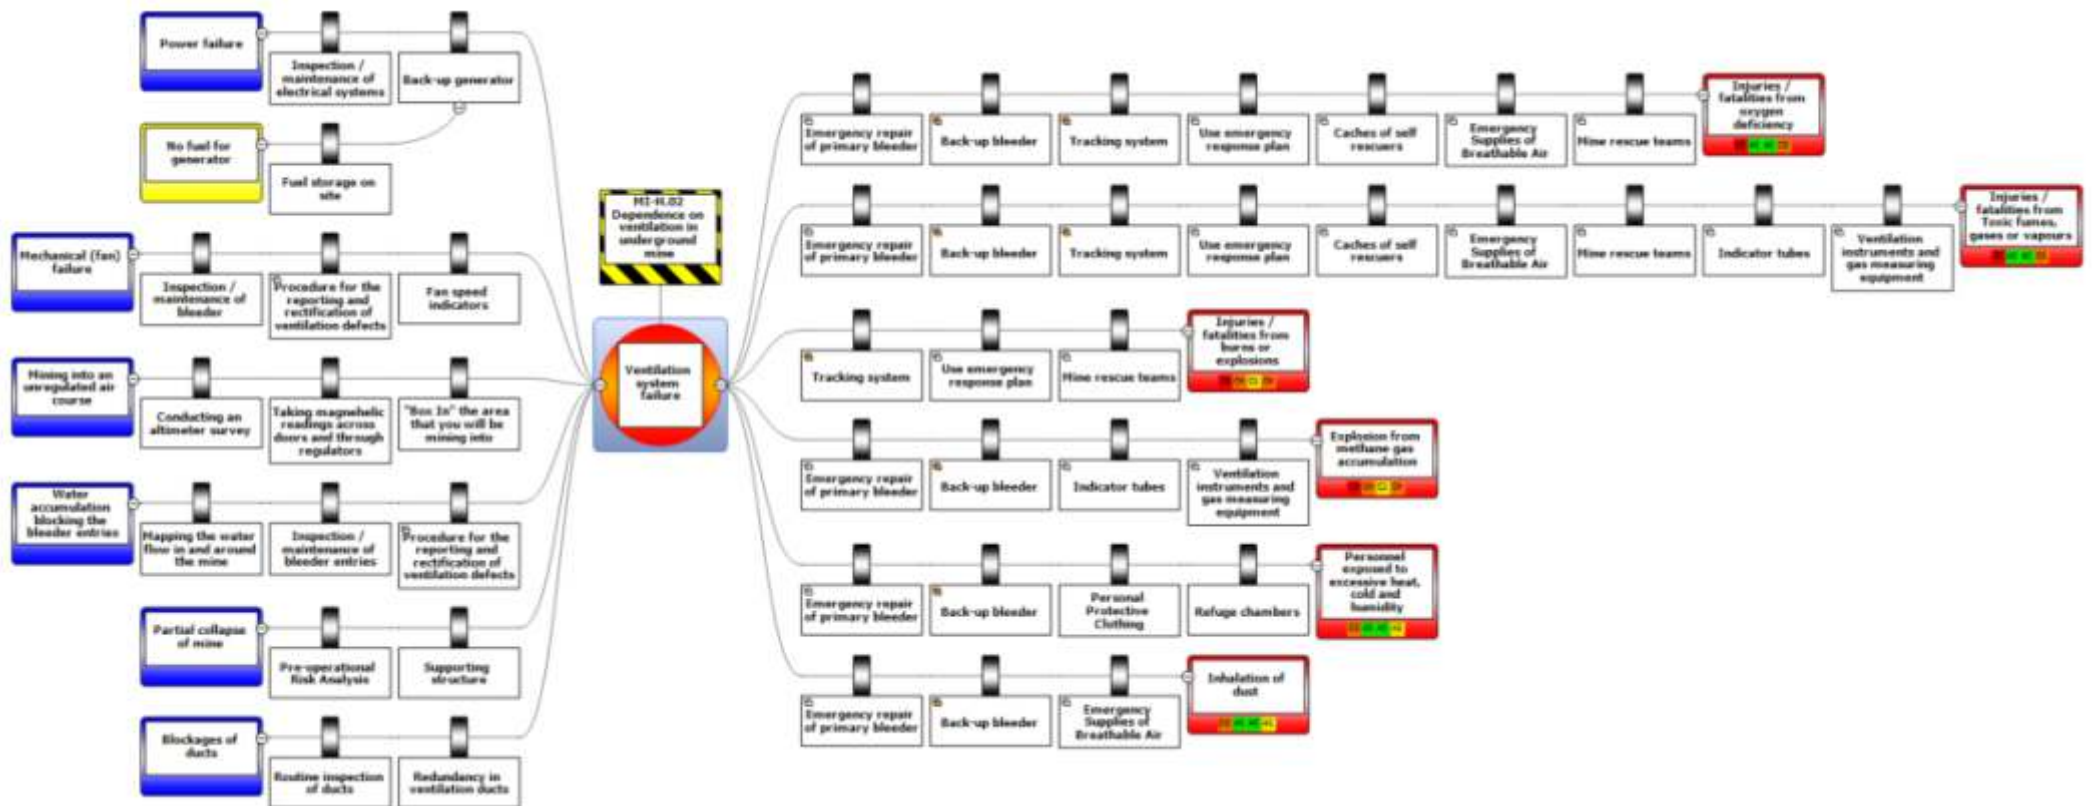 Power failure
Inspection /
maintenance of
electrical systems
Back-up generator
No fuel for
generator
Fuel storage on
site
Mechanical (fan)
failure
Inspection /
maintenance of
bleeder
Procedure for the
reporting and
rectification of
ventilation defects
Fan speed
indicators
Mining into an
unregulated air
course
Conducting an
altimeter survey
Taking magnehelic
readings across
doors and through
regulators
"Box In" the area
that you will be
mining into
Water
accumulation
blocking the
bleeder entries
Mapping the water
flow in and around
the mine
Inspection /
maintenance of
bleeder entries
Procedure for the
reporting and
rectification of
ventilation defects
Partial collapse
of mine
Pre-operational
Risk Analysis
Supporting
structure
Blockages of
ducts
Routine inspection
of ducts
Redundancy in
ventilation ducts
MI-H.02
Dependence on
ventilation in
underground
mine
Ventilation
system
failure
Emergency repair
of primary bleeder
Back-up bleeder
Tracking system
Use emergency
response plan
Caches of self
rescuers
Emergency
Supplies of
Breathable Air
Mine rescue teams
Injuries /
fatalities from
oxygen
deficiency
Emergency repair
of primary bleeder
Back-up bleeder
Tracking system
Use emergency
response plan
Caches of self
rescuers
Emergency
Supplies of
Breathable Air
Mine rescue teams
Indicator tubes
Ventilation
instruments and
gas measuring
equipment
Injuries /
fatalities from
Toxic fumes,
gases or vapours
Tracking system
Use emergency
response plan
Mine rescue teams
Injuries /
fatalities from
burns or
explosions
Emergency repair
of primary bleeder
Back-up bleeder
Indicator tubes
Ventilation
instruments and
gas measuring
equipment
Explosion from
methane gas
accumulation
Emergency repair
of primary bleeder
Back-up bleeder
Personal
Protective
Clothing
Refuge chambers
Personnel
exposed to
excessive heat,
cold and
humidity
Emergency repair
of primary bleeder
Back-up bleeder
Emergency
Supplies of
Breathable Air
Inhalation of
dust